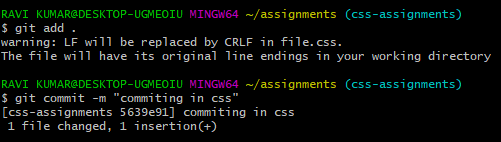 RAVI KUMAR@DESKTOP-UGMEOIU MINGW64 ~/assignments (css-assignments)
$ git add .
warning: LF will be replaced by CRLF in file.css.
The file will have its original line endings in your working directory
RAVI KUMAR@DESKTOP-UGMEOIU MINGW64 ~/assignments (css-assignments)
$ git commit -m "commiting in css"
[css-assignments 5639e91] commiting in css
 1 file changed, 1 insertion(+)